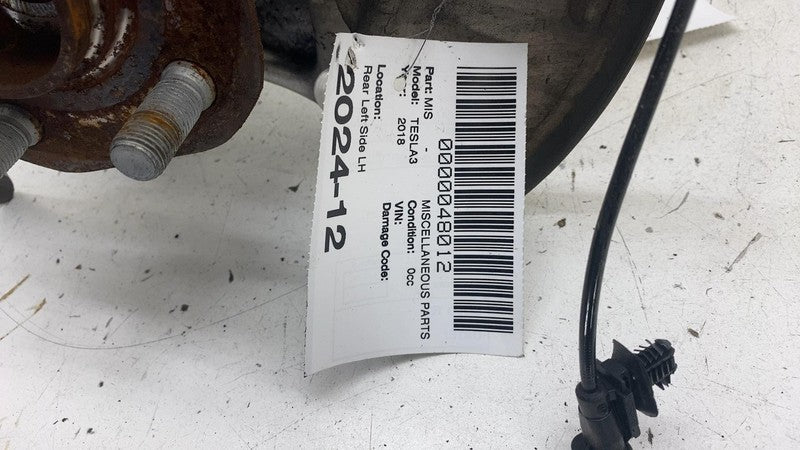 0000048012
Part: MIS - MISCELLANEOUS PARTS
Model: TESLA3 Condition: 0cc
2018 VIN:
Damage Code:
Location:
Rear Left Side LH
2024-12